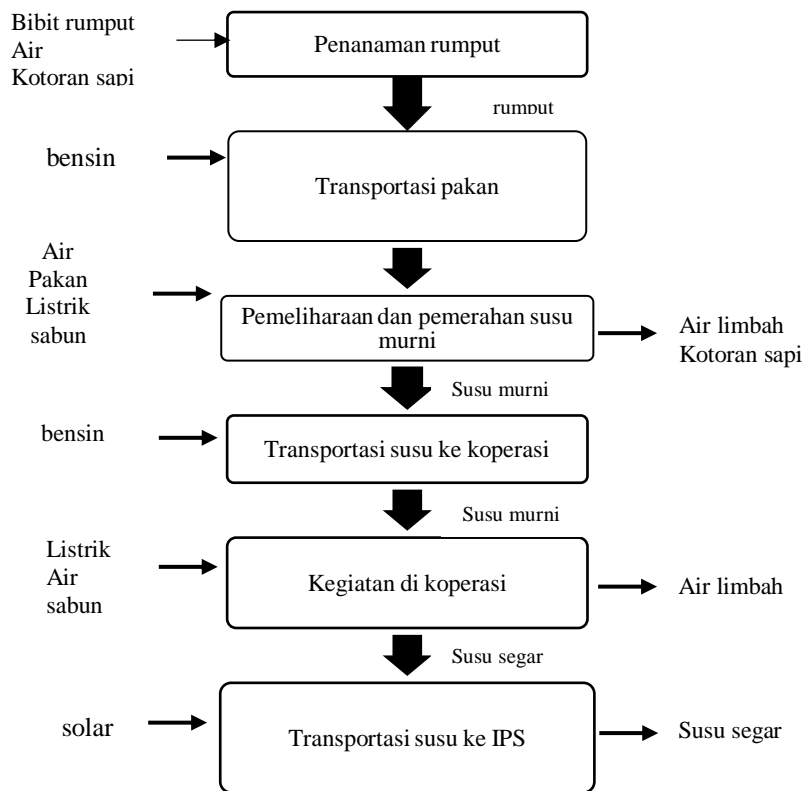 Bibit rumput
Air
Kotoran sapi
Penanaman rumput
rumput
bensin
Transportasi pakan
Air
Pakan
Listrik
sabun
Pemeliharaan dan pemerahan susu
murni
Air limbah
Kotoran sapi
Susu murni
bensin
Transportasi susu ke koperasi
Susu murni
Listrik
Air
sabun
Kegiatan di koperasi
Air limbah
Susu segar
solar
Transportasi susu ke IPS
Susu segar